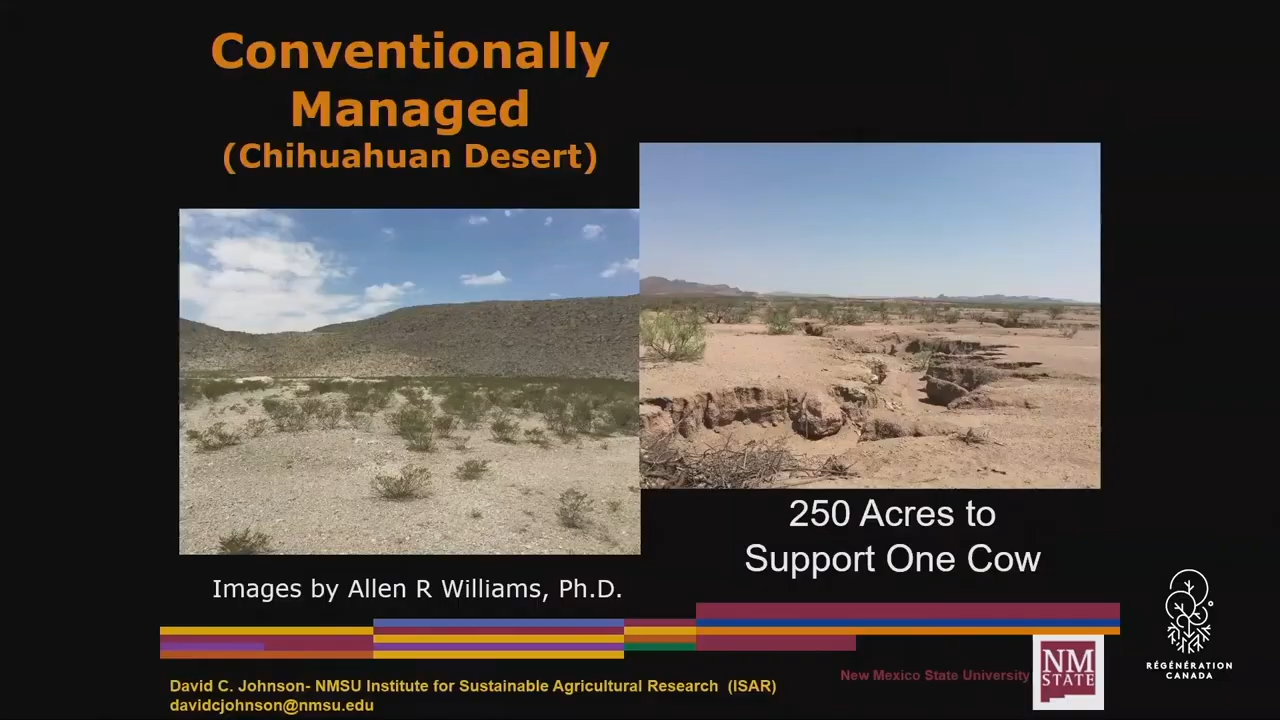 Conventionally
Managed
(Chihuahuan Desert)
250 Acres to
Support One Cow
Images by Allen R Williams, Ph.D.
David C. Johnson- NMSU Institute for Sustainable Agricultural Research (ISAR)
davidcjohnson@nmsu.edu
New Mexico State University
NM
STATE
RÉGÉNÉRATION
CANADA